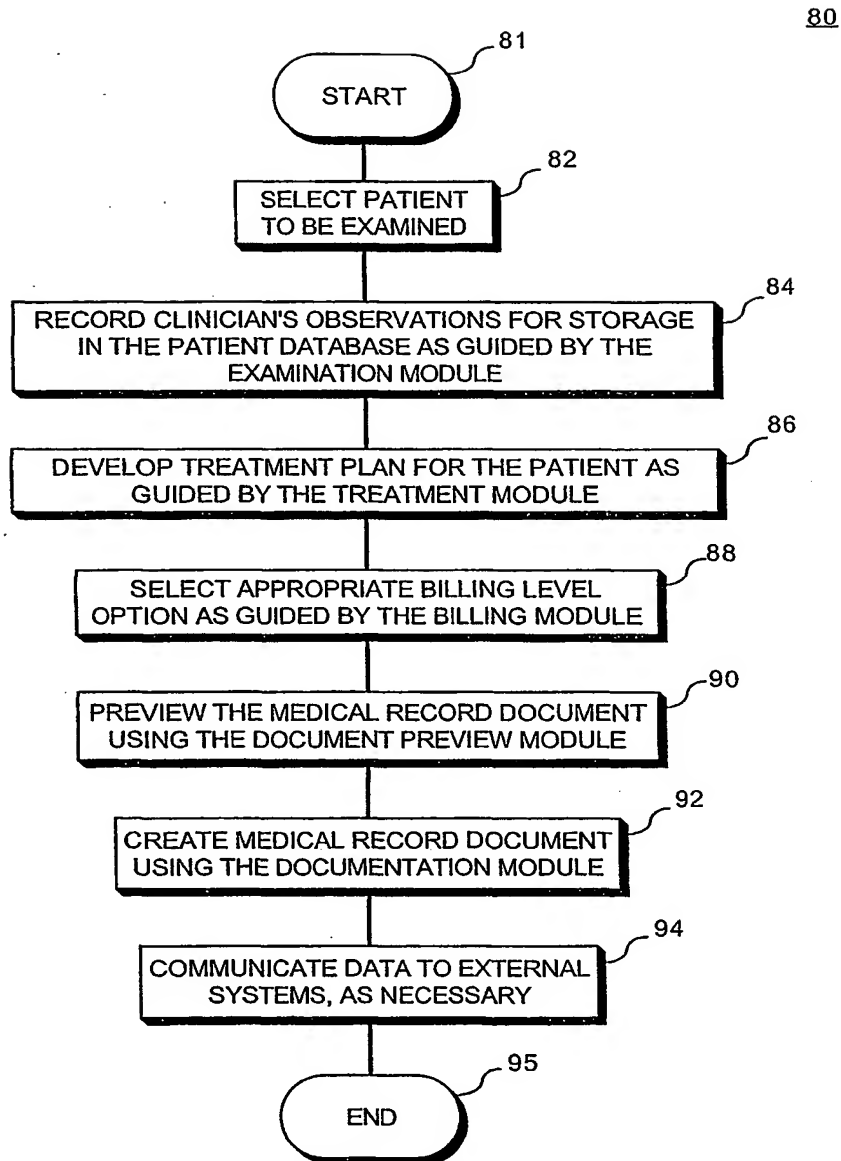 80
81
START
82
SELECT PATIENT
TO BE EXAMINED
84
RECORD CLINICIAN'S OBSERVATIONS FOR STORAGE
IN THE PATIENT DATABASE AS GUIDED BY THE
EXAMINATION MODULE
86
DEVELOP TREATMENT PLAN FOR THE PATIENT AS
GUIDED BY THE TREATMENT MODULE
88
SELECT APPROPRIATE BILLING LEVEL
OPTION AS GUIDED BY THE BILLING MODULE
90
PREVIEW THE MEDICAL RECORD DOCUMENT
USING THE DOCUMENT PREVIEW MODULE
92
CREATE MEDICAL RECORD DOCUMENT
USING THE DOCUMENTATION MODULE
94
COMMUNICATE DATA TO EXTERNAL
SYSTEMS, AS NECESSARY
95
END